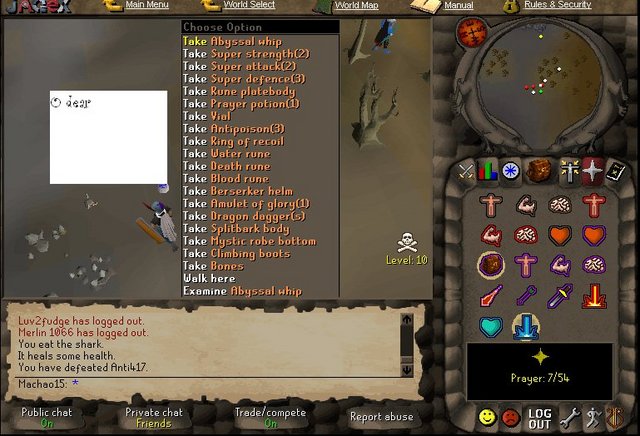 JAGEX
Main Menu
World Select
World Map
Manual
Rules & Security
Choose Option
Take Abyssal whip
Take Super strength(2)
Take Super attack(2)
Take Super defence(3)
Take Rune platebody
Take Prayer potion(1)
Take Vial
Take Antipoison(3)
Take Ring of recoil
Take Water rune
Take Death rune
Take Blood rune
Take Berserker helm
Take Amulet of glory(1)
Take Dragon dagger(s)
Take Splitbark body
Take Mystic robe bottom
Take Climbing boots
Take Bones
Walk here
Examine Abyssal whip
dear
Level: 10
Luv2fudge has logged out.
Merlin 1066 has logged out.
You eat the shark.
It heals some health.
You have defeated Anti417.
Machao15: *
Prayer: 7/54
Public chat
On
Private chat
Friends
Trade/compete
On
Report abuse
LOG
OUT